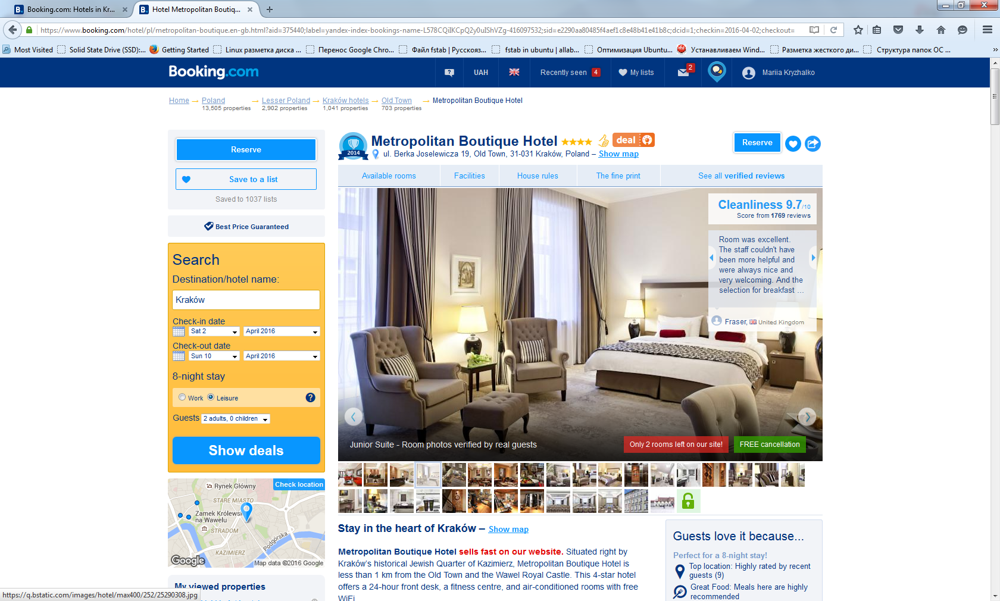 Booking.com: Hotels in Kr...
Hotel Metropolitan Boutiq...
https://www.booking.com/hotel/pl/metropolitan-boutique.en-gb.html?aid=375440;label=yandex-index-bookings-name-L578CQiIKCpQ2y0uIShVZg-416097532;sid=e2290aa80485f4aef1c8e48b41e41b8c;dcid=1;checkin=2016-04-02;checkout=
Most Visited Solid State Drive (SSD):... Getting Started Linux разметка диска ... Перенос Google Chro... Файл fstab | Русскояз... fstab in ubuntu | allab... Оптимизация Ubuntu... Устанавливаем Wind... Разметка жесткого ди... Структура папок ОС ...
Booking.com
UAH
Recently seen 4
My lists
2
Mariia Kryzhalko
Home → Poland → Lesser Poland → Kraków hotels → Old Town → Metropolitan Boutique Hotel
13,505 properties 2,902 properties 1,041 properties 703 properties
Reserve
Save to a list
Saved to 1037 lists
Best Price Guaranteed
Search
Destination/hotel name:
Kraków
Check-in date
Sat 2 April 2016
Check-out date
Sun 10 April 2016
8-night stay
Work Leisure ?
Guests 2 adults, 0 children
Show deals
Check location
Rynek Główny
STARE MIASTO
Zamek Królews
na Wawelu
STRADOM
Podgórska
KAZIMIERZ
Google
Map data ©2016 Google
My viewed properties
https://q.bstatic.com/images/hotel/max400/252/25290308.jpg
2014
Metropolitan Boutique Hotel
deal
ul. Berka Joselewicza 19, Old Town, 31-031 Kraków, Poland – Show map
Reserve
Available rooms
Facilities
House rules
The fine print
See all verified reviews
Cleanliness 9.7/10
Score from 1769 reviews
Room was excellent.
The staff couldn't have
been more helpful and
were always nice and
very welcoming. And the
selection for breakfast ...
Fraser, United Kingdom
Junior Suite - Room photos verified by real guests
Only 2 rooms left on our site!
FREE cancellation
Stay in the heart of Kraków – Show map
Metropolitan Boutique Hotel sells fast on our website. Situated right by
Kraków's historical Jewish Quarter of Kazimierz, Metropolitan Boutique Hotel is
less than 1 km from the Old Town and the Wawel Royal Castle. This 4-star hotel
offers a 24-hour front desk, a fitness centre, and air-conditioned rooms with free
WiFi
Guests love it because...
Perfect for a 8-night stay!
Top location: Highly rated by recent
guests (9)
Great Food: Meals here are highly
recommended